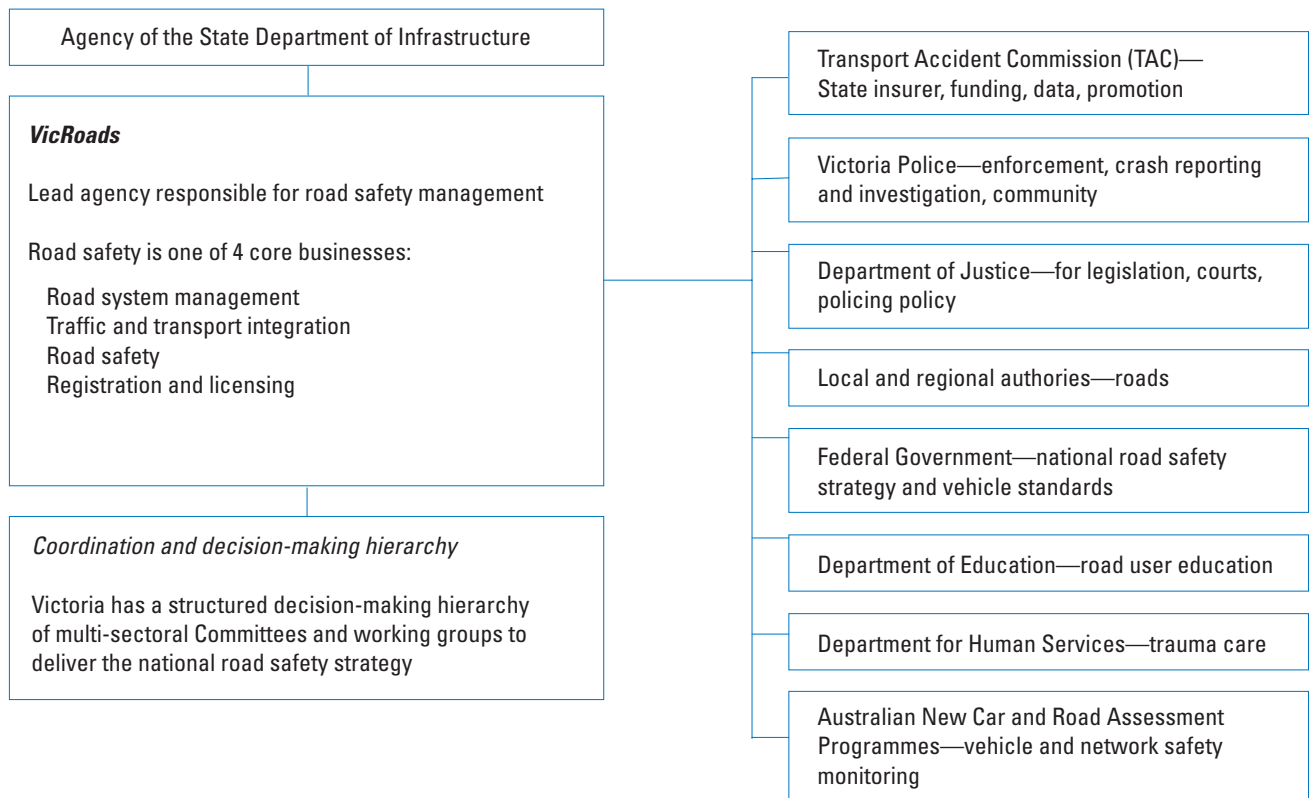 Agency of the State Department of Infrastructure
VicRoads
Lead agency responsible for road safety management
Road safety is one of 4 core businesses:
Road system management
Traffic and transport integration
Road safety
Registration and licensing
Coordination and decision-making hierarchy
Victoria has a structured decision-making hierarchy
of multi-sectoral Committees and working groups to
deliver the national road safety strategy
Transport Accident Commission (TAC)—
State insurer, funding, data, promotion
Victoria Police—enforcement, crash reporting
and investigation, community
Department of Justice—for legislation, courts,
policing policy
Local and regional authories—roads
Federal Government—national road safety
strategy and vehicle standards
Department of Education—road user education
Department for Human Services—trauma care
Australian New Car and Road Assessment
Programmes—vehicle and network safety
monitoring